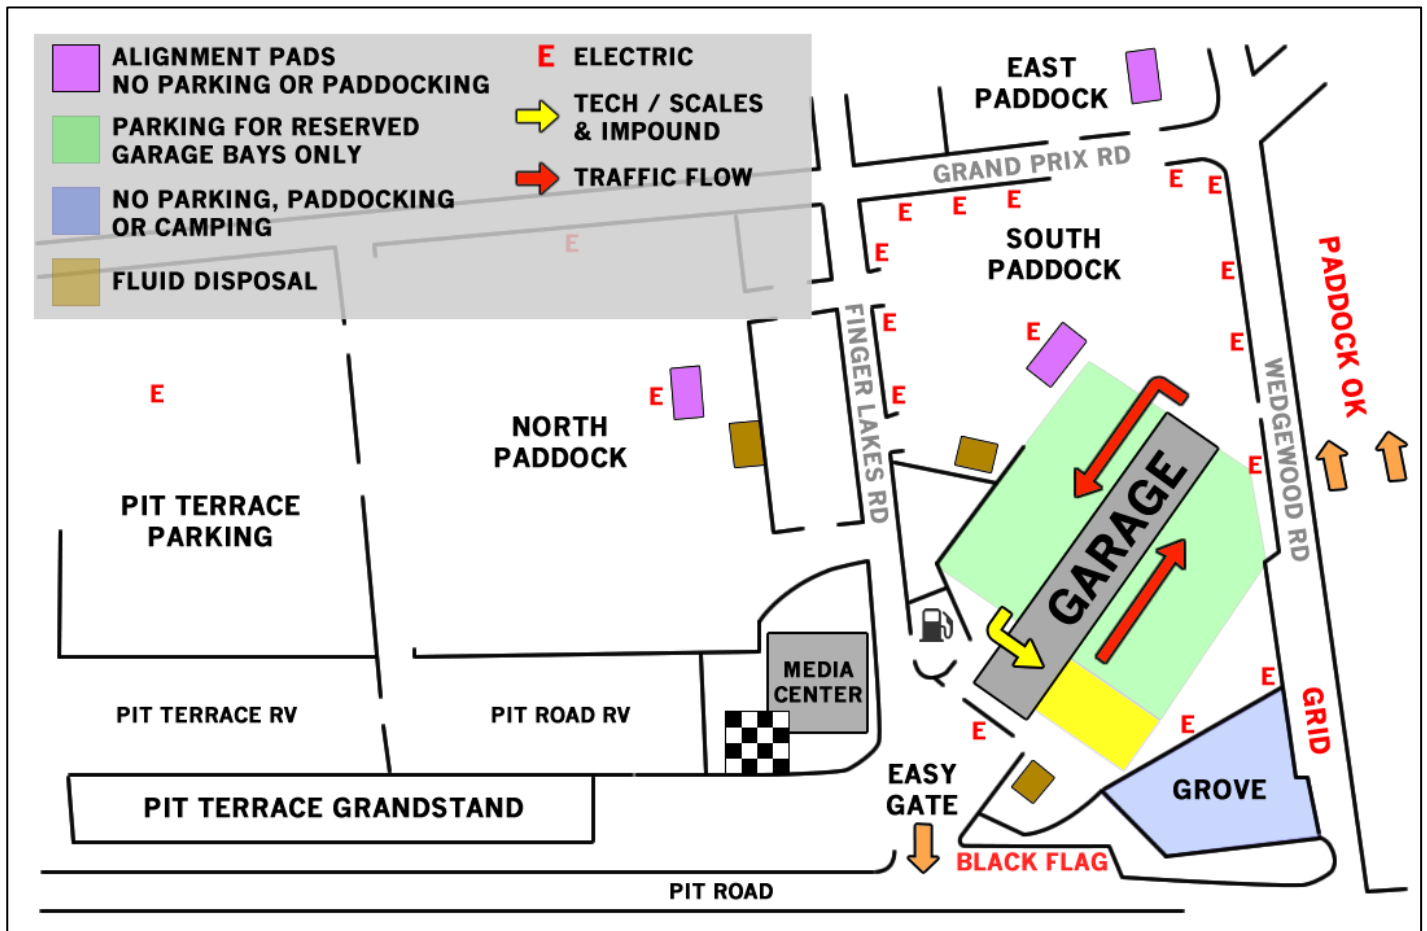 ALIGNMENT PADS
NO PARKING OR PADDOCKING
PARKING FOR RESERVED
GARAGE BAYS ONLY
NO PARKING, PADDOCKING
OR CAMPING
FLUID DISPOSAL
E ELECTRIC
TECH / SCALES
& IMPOUND
TRAFFIC FLOW
EAST
PADDOCK
GRAND PRIX RD
E
E
E
E
E
E
E
SOUTH
PADDOCK
E
E
E
E
E
E
E
PADDOCK OK
FINGER LAKES RD
WEDGEWOOD RD
E
E
NORTH
PADDOCK
PIT TERRACE
PARKING
GARAGE
E
MEDIA
CENTER
PIT TERRACE RV
PIT ROAD RV
E
E
GRID
EASY
GATE
GROVE
PIT TERRACE GRANDSTAND
BLACK FLAG
PIT ROAD